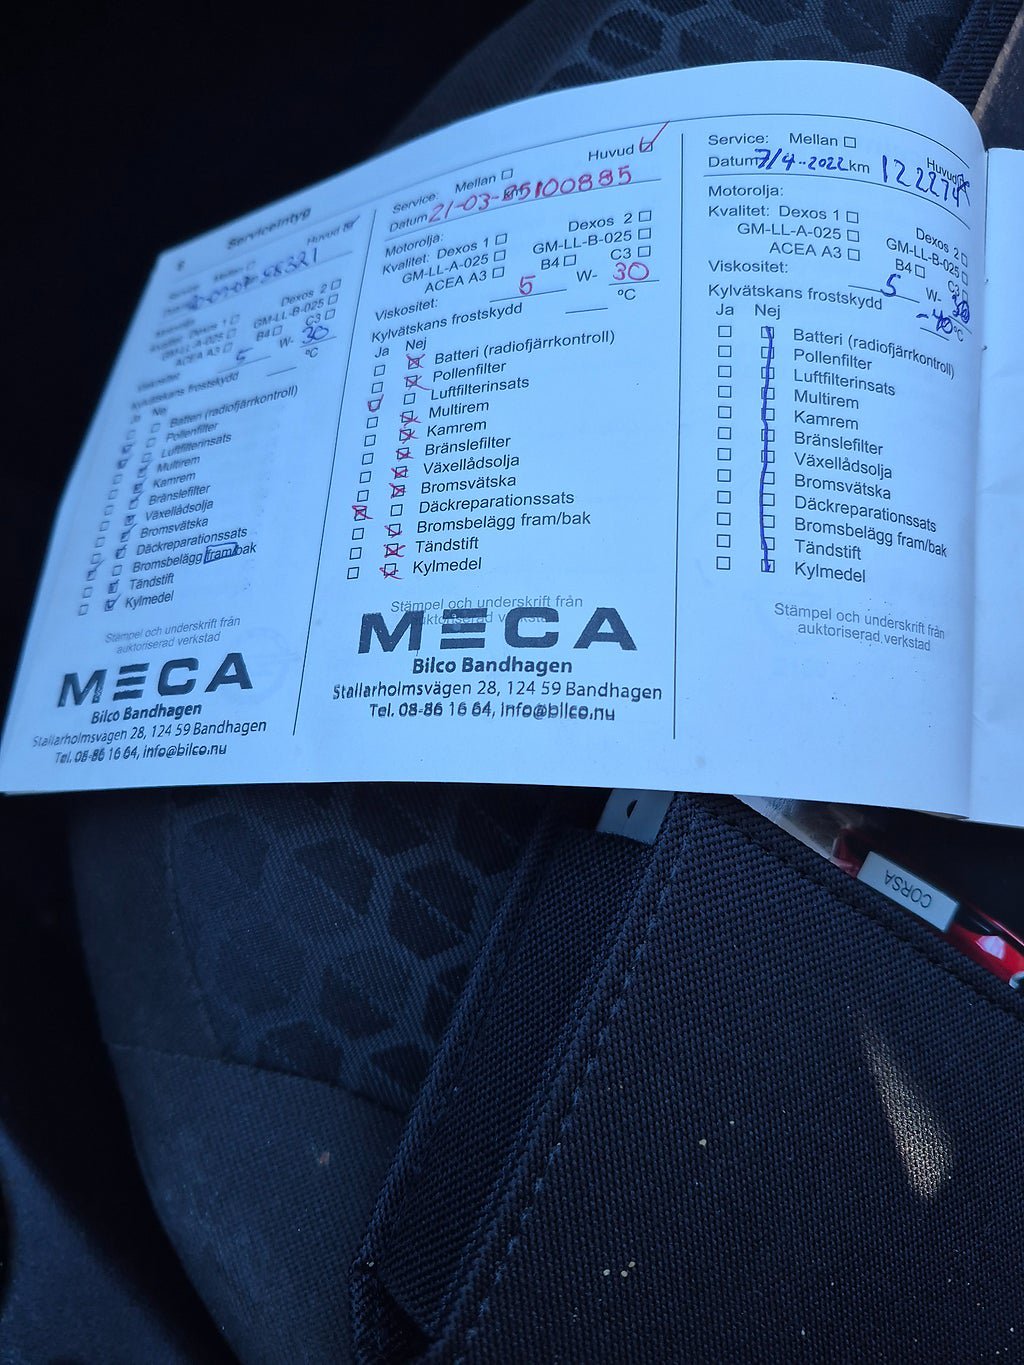 Serviceintyg
Huvud
Mellan
Service
58321
Dexos 2
Dexos 1
GM-LL-B-025
GM-LL-A-025
B4 C3
ACEA A3
Viskositet 5 W- 30
Kylvätskans frostskydd °C
Ja Nej
Batteri (radiofjärrkontroll)
Pollenfilter
Luftfilterinsats
Multirem
Kamrem
Bränslefilter
Växellådsolja
Bromsvätska
Däckreparationssats
Bromsbelägg fram/bak
Tändstift
Kylmedel
Stämpel och underskrift från
auktoriserad verkstad
MECA
Bilco Bandhagen
Stallarholmsvägen 28, 124 59 Bandhagen
Tel. 08-86 16 64, info@bilco.nu
Service: Mellan Huvud
Datum 21-03-25 100885
Motorolja:
Kvalitet: Dexos 1 Dexos 2
GM-LL-A-025 GM-LL-B-025
ACEA A3 B4 C3
Viskositet: 5 W- 30
Kylvätskans frostskydd °C
Ja Nej
Batteri (radiofjärrkontroll)
Pollenfilter
Luftfilterinsats
Multirem
Kamrem
Bränslefilter
Växellådsolja
Bromsvätska
Däckreparationssats
Bromsbelägg fram/bak
Tändstift
Kylmedel
Stämpel och underskrift från
auktoriserad verkstad
MECA
Bilco Bandhagen
Stallarholmsvägen 28, 124 59 Bandhagen
Tel. 08-86 16 64, info@bilco.nu
Service: Mellan Huvud
Datum 7/4-2022 km 122274
Motorolja:
Kvalitet: Dexos 1 Dexos 2
GM-LL-A-025 GM-LL-B-025
ACEA A3 B4 C3
Viskositet: 5 W- 30
Kylvätskans frostskydd -40 °C
Ja Nej
Batteri (radiofjärrkontroll)
Pollenfilter
Luftfilterinsats
Multirem
Kamrem
Bränslefilter
Växellådsolja
Bromsvätska
Däckreparationssats
Bromsbelägg fram/bak
Tändstift
Kylmedel
Stämpel och underskrift från
auktoriserad verkstad
CORSA